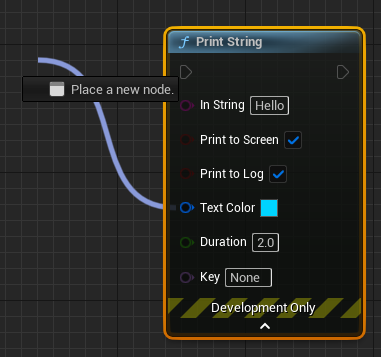 Print String
Place a new node.
In String Hello
Print to Screen
Print to Log
Text Color
Duration 2.0
Key None
Development Only